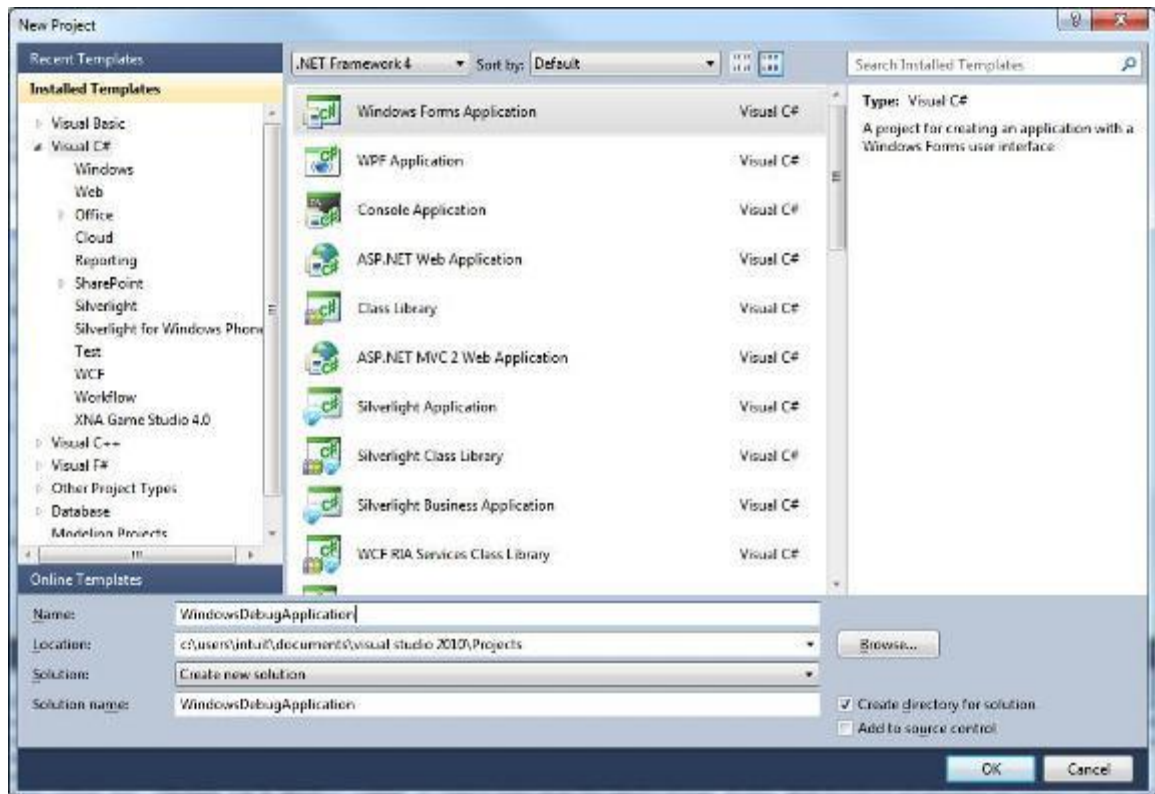 New Project
Recent Templates
Installed Templates
Visual Basic
Visual C#
Windows
Web
Office
Cloud
Reporting
SharePoint
Silverlight
Silverlight for Windows Phone
Test
WCF
Workflow
XNA Game Studio 4.0
Visual C++
Visual F#
Other Project Types
Database
Modeling Projects
Online Templates
.NET Framework 4 Sort by: Default
Windows Forms Application Visual C#
WPF Application Visual C#
Console Application Visual C#
ASP.NET Web Application Visual C#
Class Library Visual C#
ASP.NET MVC 2 Web Application Visual C#
Silverlight Application Visual C#
Silverlight Class Library Visual C#
Silverlight Business Application Visual C#
WCF RIA Services Class Library Visual C#
Search Installed Templates
Type: Visual C#
A project for creating an application with a
Windows Forms user interface
Name: WindowsDebugApplication
Location: c:\users\intuit\documents\visual studio 2010\Projects
Browse...
Solution: Create new solution
Solution name: WindowsDebugApplication
Create directory for solution
Add to source control
OK Cancel